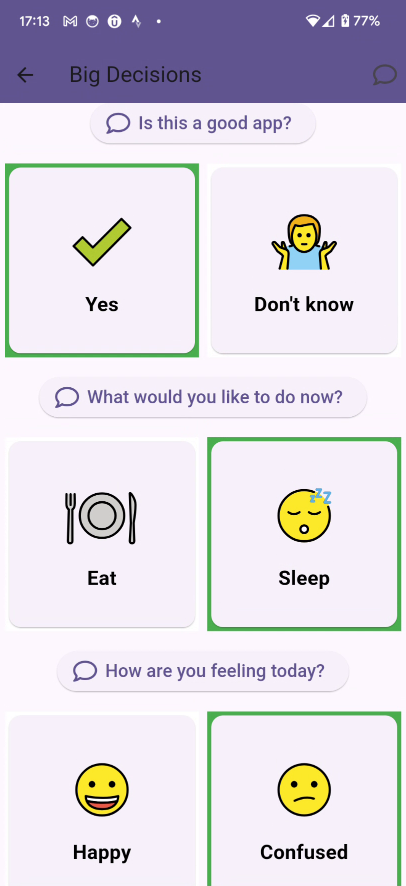 17:13
77%
Big Decisions
Is this a good app?
Yes
Don't know
What would you like to do now?
Eat
Sleep
How are you feeling today?
Happy
Confused